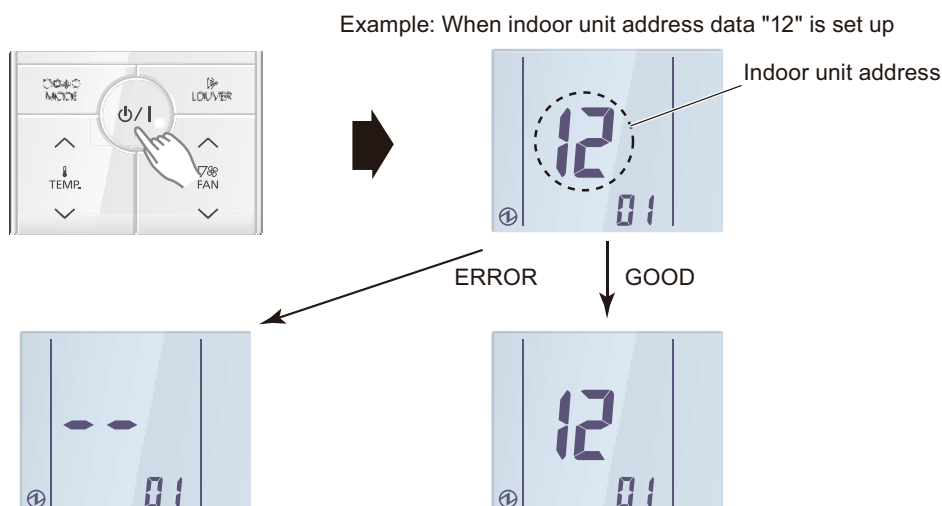 Example: When indoor unit address data "12" is set up
MODE
LOUVER
⏻/I
TEMP.
FAN
12
01
Indoor unit address
ERROR
GOOD
--
01
12
01